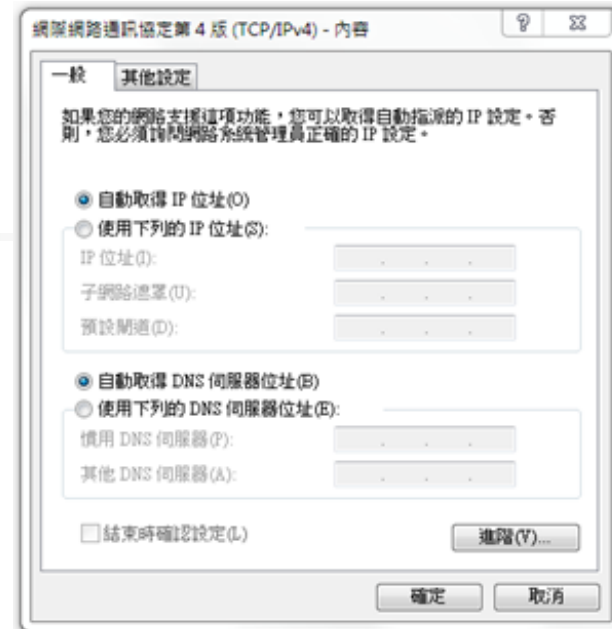 網際網路通訊協定第 4 版 (TCP/IPv4) - 內容
一般 其他設定
如果您的網路支援這項功能，您可以取得自動指派的 IP 設定。否
則，您必須詢問網路系統管理員正確的 IP 設定。
自動取得 IP 位址(O)
使用下列的 IP 位址(S):
IP 位址(I):
子網路遮罩(U):
預設閘道(D):
自動取得 DNS 伺服器位址(B)
使用下列的 DNS 伺服器位址(E):
慣用 DNS 伺服器(P):
其他 DNS 伺服器(A):
結束時確認設定(L)
進階(V)...
確定 取消